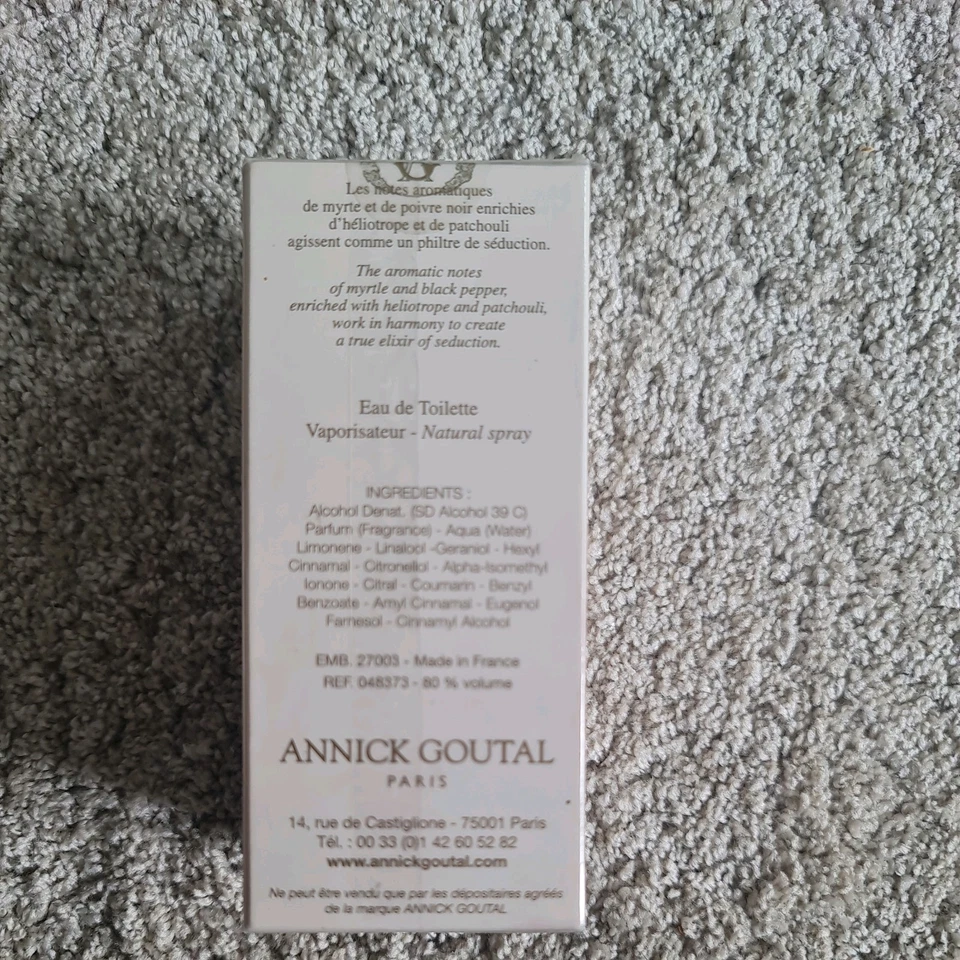 Les notes aromatiques
de myrte et de poivre noir enrichies
d'héliotrope et de patchouli
agissent comme un philtre de séduction.
The aromatic notes
of myrtle and black pepper,
enriched with heliotrope and patchouli,
work in harmony to create
a true elixir of seduction.
Eau de Toilette
Vaporisateur - Natural spray
INGREDIENTS :
Alcohol Denat. (SD Alcohol 39 C)
Parfum (Fragrance) - Aqua (Water)
Limonene - Linalool -Geraniol - Hexyl
Cinnamal - Citronellol - Alpha-Isomethyl
Ionone - Citral - Coumarin - Benzyl
Benzoate - Amyl Cinnamal - Eugenol
Farnesol - Cinnamyl Alcohol
EMB. 27003 - Made in France
REF. 048373 - 80 % volume
ANNICK GOUTAL
PARIS
14, rue de Castiglione - 75001 Paris
Tél. : 00 33 (0)1 42 60 52 82
www.annickgoutal.com
Ne peut être vendu que par les dépositaires agréés
de la marque ANNICK GOUTAL